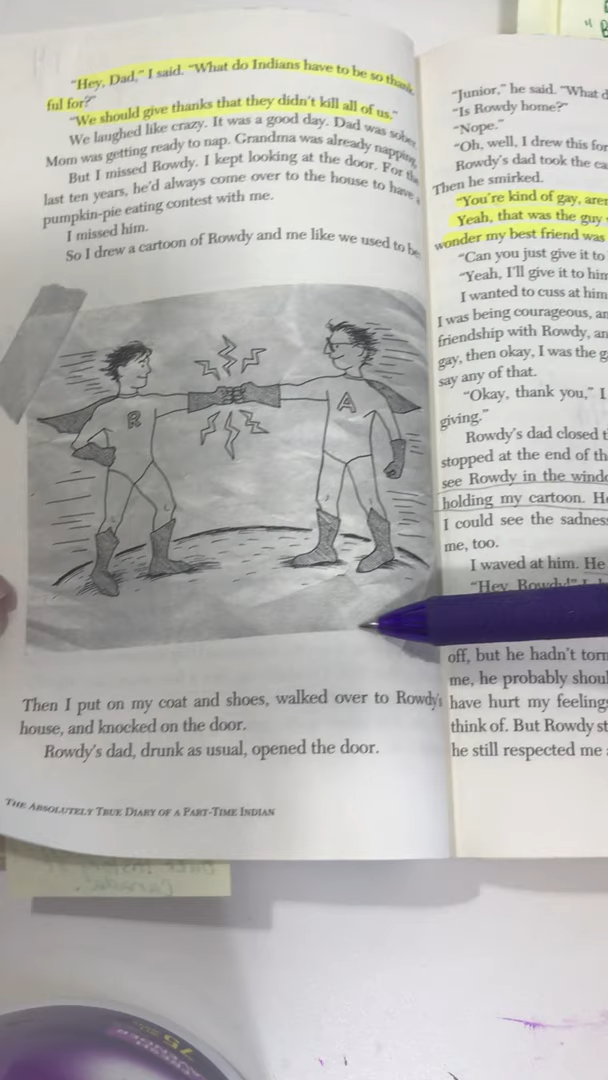 "Hey, Dad," I said. "What do Indians have to be so thank
ful for?"
"We should give thanks that they didn't kill all of us."
We laughed like crazy. It was a good day. Dad was sober.
Mom was getting ready to nap. Grandma was already napping.
But I missed Rowdy. I kept looking at the door. For the
last ten years, he'd always come over to the house to have a
pumpkin-pie eating contest with me.
I missed him.
So I drew a cartoon of Rowdy and me like we used to be
R
A
Then I put on my coat and shoes, walked over to Rowdy's
house, and knocked on the door.
Rowdy's dad, drunk as usual, opened the door.
THE ABSOLUTELY TRUE DIARY OF A PART-TIME INDIAN
"Junior," he said. "What d
"Is Rowdy home?"
"Nope."
"Oh, well, I drew this for
Rowdy's dad took the ca
Then he smirked.
"You're kind of gay, aren
Yeah, that was the guy
wonder my best friend was
"Can you just give it to
"Yeah, I'll give it to him
I wanted to cuss at him
I was being courageous, an
friendship with Rowdy, an
gay, then okay, I was the g
say any of that.
"Okay, thank you," I
giving."
Rowdy's dad closed t
stopped at the end of th
see Rowdy in the windo
holding my cartoon. He
I could see the sadness
me, too.
I waved at him. He
"Hey, Rowdy!" I
off, but he hadn't torn
me, he probably shoul
have hurt my feelings
think of. But Rowdy st
he still respected me
75